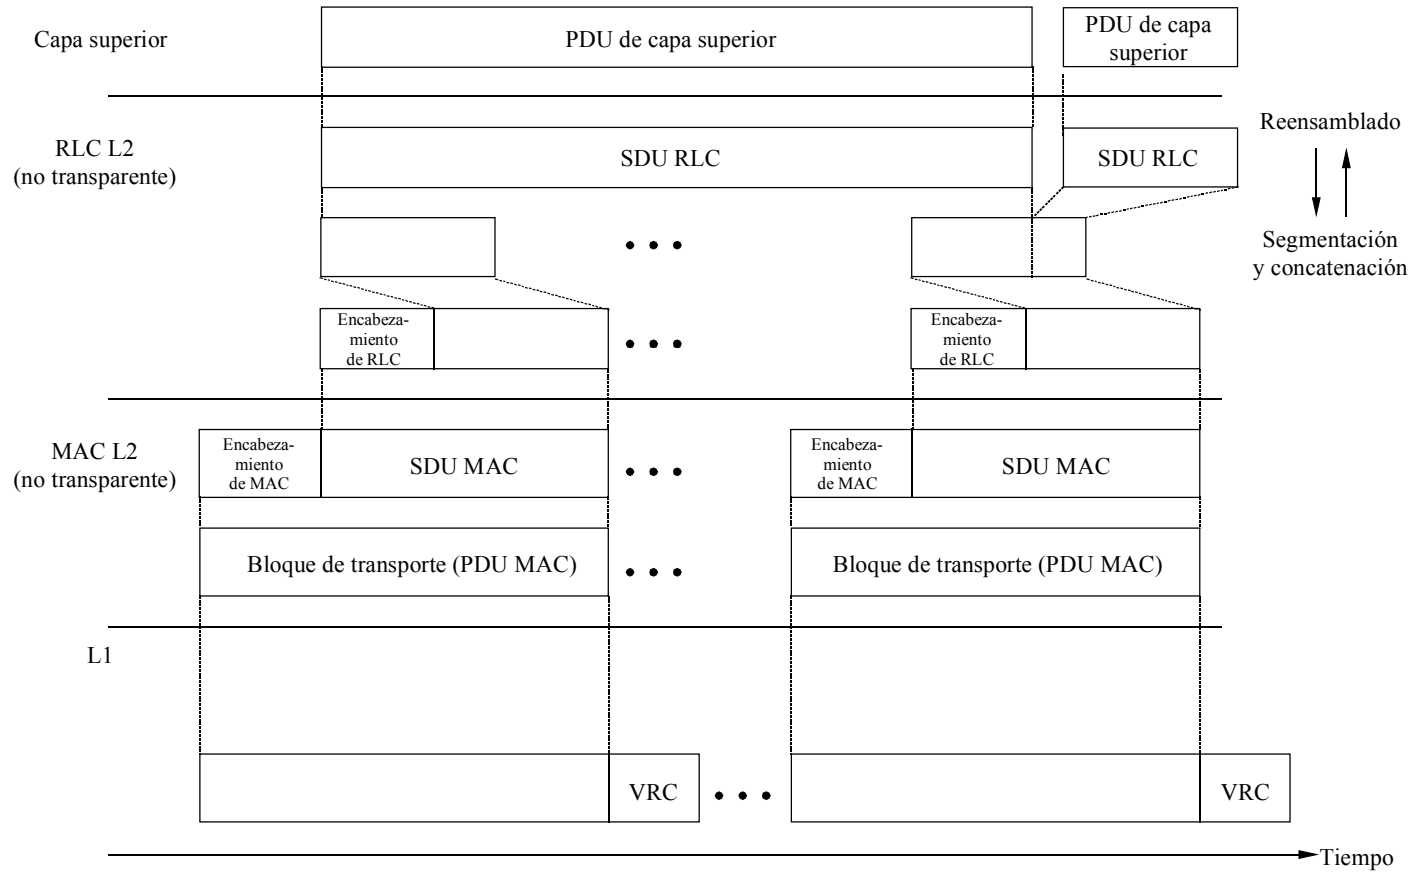 Capa superior
PDU de capa superior
PDU de capa
superior
RLC L2
(no transparente)
SDU RLC
SDU RLC
Reensamblado
Segmentación
y concatenación
Encabeza-
miento
de RLC
Encabeza-
miento
de RLC
MAC L2
(no transparente)
Encabeza-
miento
de MAC
SDU MAC
Encabeza-
miento
de MAC
SDU MAC
Bloque de transporte (PDU MAC)
Bloque de transporte (PDU MAC)
L1
VRC
VRC
Tiempo